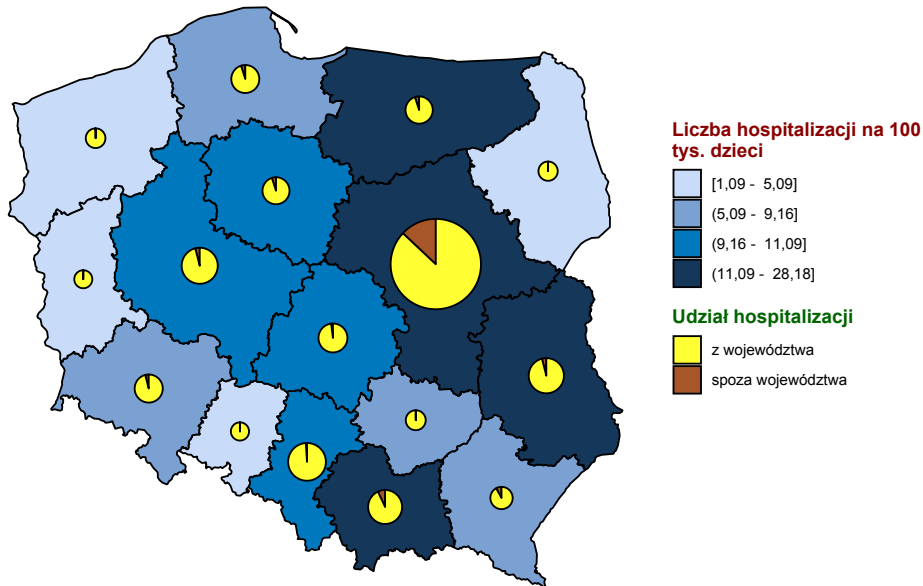 Liczba hospitalizacji na 100
tys. dzieci
[1,09 - 5,09]
(5,09 - 9,16]
(9,16 - 11,09]
(11,09 - 28,18]
Udział hospitalizacji
z województwa
spoza województwa